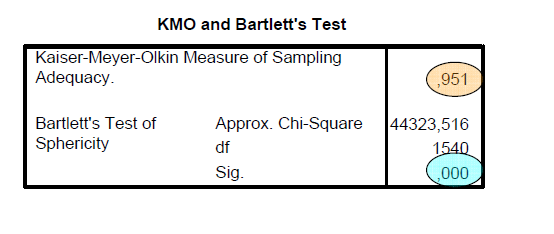 KMO and Bartlett's Test
Kaiser-Meyer-Olkin Measure of Sampling
Adequacy. ,951
Bartlett's Test of Approx. Chi-Square 44323,516
Sphericity df 1540
Sig. ,000